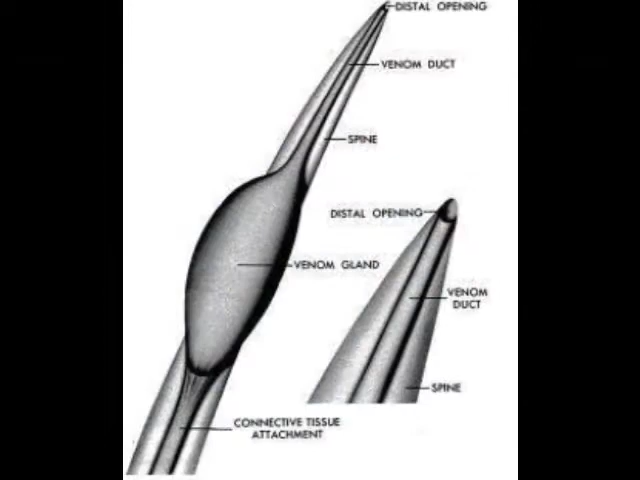 DISTAL OPENING
VENOM DUCT
SPINE
DISTAL OPENING
VENOM GLAND
VENOM
DUCT
SPINE
CONNECTIVE TISSUE
ATTACHMENT